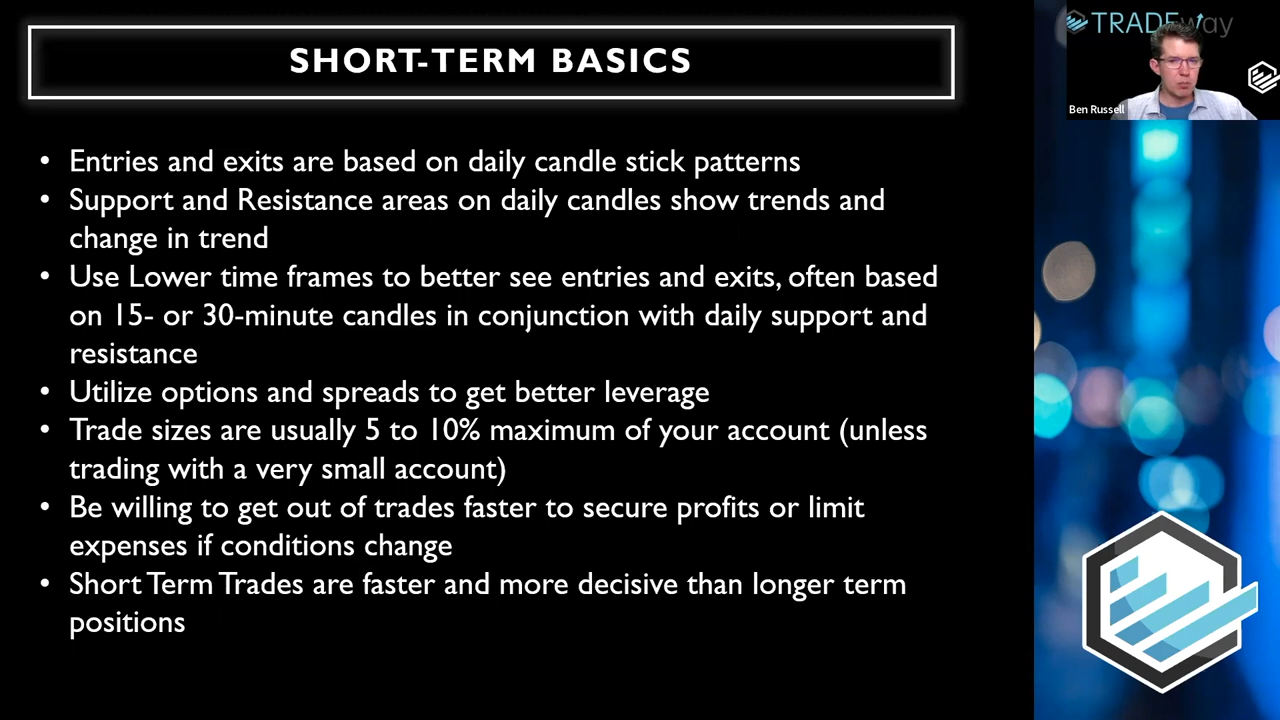 SHORT-TERM BASICS
TRADEway
Ben Russell
• Entries and exits are based on daily candle stick patterns
• Support and Resistance areas on daily candles show trends and
change in trend
• Use Lower time frames to better see entries and exits, often based
on 15- or 30-minute candles in conjunction with daily support and
resistance
• Utilize options and spreads to get better leverage
• Trade sizes are usually 5 to 10% maximum of your account (unless
trading with a very small account)
• Be willing to get out of trades faster to secure profits or limit
expenses if conditions change
• Short Term Trades are faster and more decisive than longer term
positions